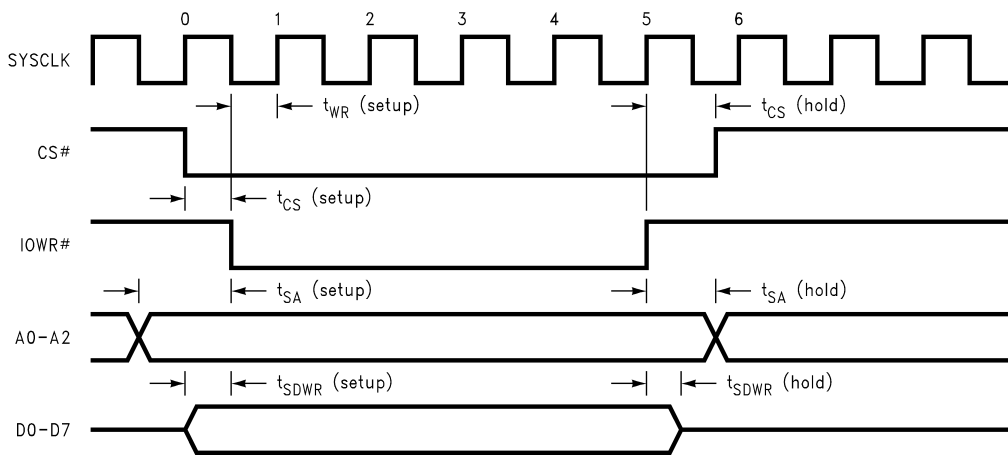 0 1 2 3 4 5 6
SYSCLK
t_WR (setup) t_CS (hold)
CS#
t_CS (setup)
IOWR#
t_SA (setup) t_SA (hold)
A0-A2
t_SDWR (setup) t_SDWR (hold)
D0-D7